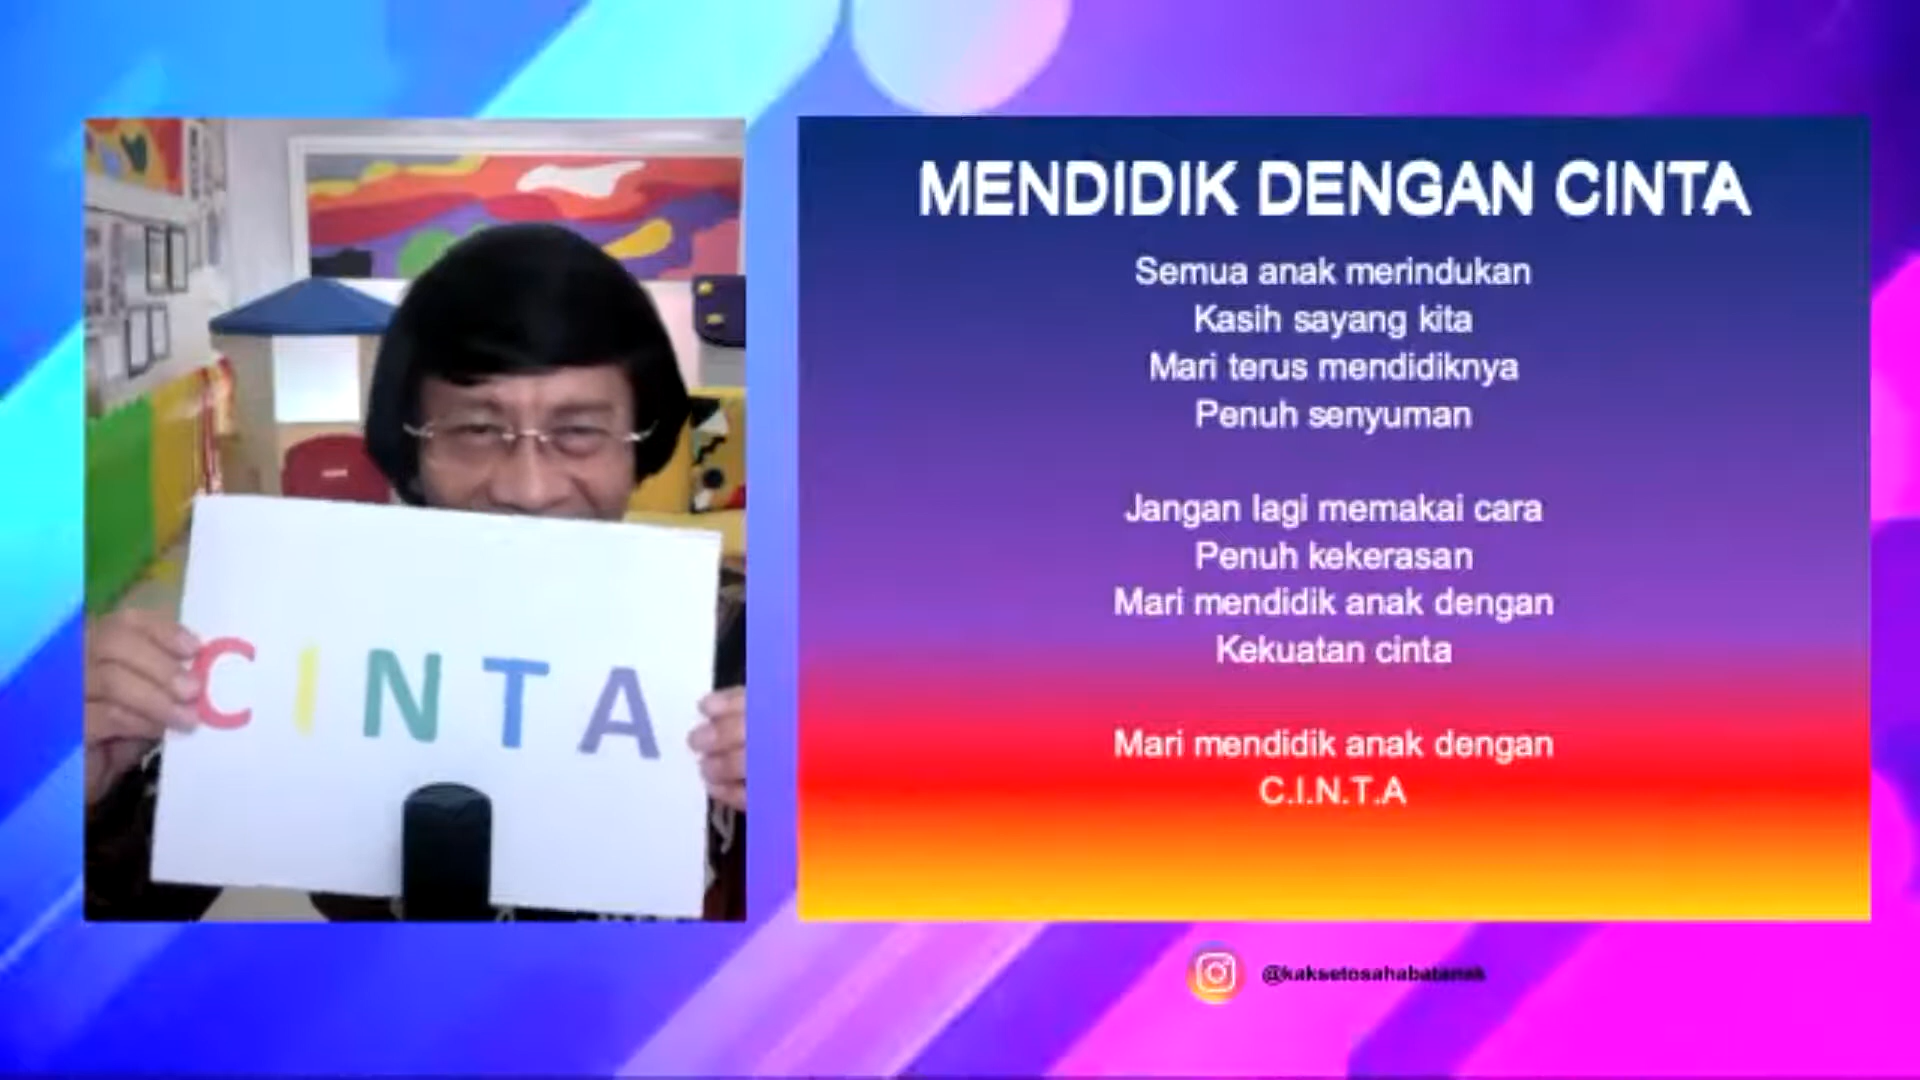 MENDIDIK DENGAN CINTA
Semua anak merindukan
Kasih sayang kita
Mari terus mendidiknya
Penuh senyuman
Jangan lagi memakai cara
Penuh kekerasan
Mari mendidik anak dengan
Kekuatan cinta
Mari mendidik anak dengan
C.I.N.T.A
CINTA
@kaksetosahabatanak